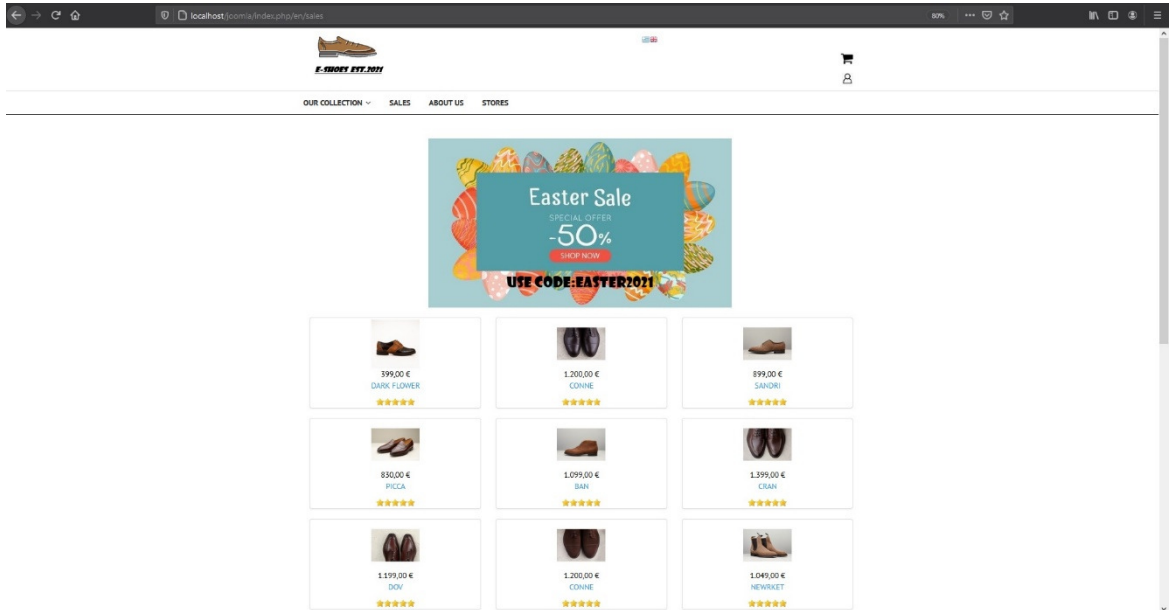 localhost/joomla/index.php/en/sales
80%
E-SHOES EST.2021
OUR COLLECTION SALES ABOUT US STORES
Easter Sale
SPECIAL OFFER
-50%
SHOP NOW
USE CODE:EASTER2021
399,00 € 1.200,00 € 899,00 €
DARK FLOWER CONNE SANDRI
830,00 € 1.099,00 € 1.399,00 €
PICCA BAN CRAN
1.199,00 € 1.200,00 € 1.049,00 €
DOV CONNE NEWRKET